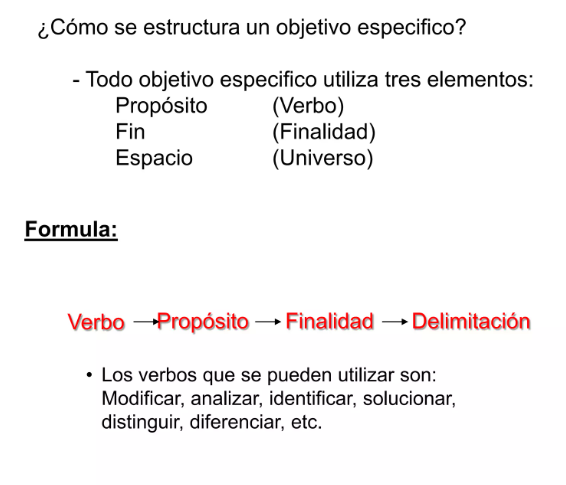 ¿Cómo se estructura un objetivo especifico?
- Todo objetivo especifico utiliza tres elementos:
Propósito (Verbo)
Fin (Finalidad)
Espacio (Universo)
Formula:
Verbo → Propósito → Finalidad → Delimitación
• Los verbos que se pueden utilizar son:
Modificar, analizar, identificar, solucionar,
distinguir, diferenciar, etc.